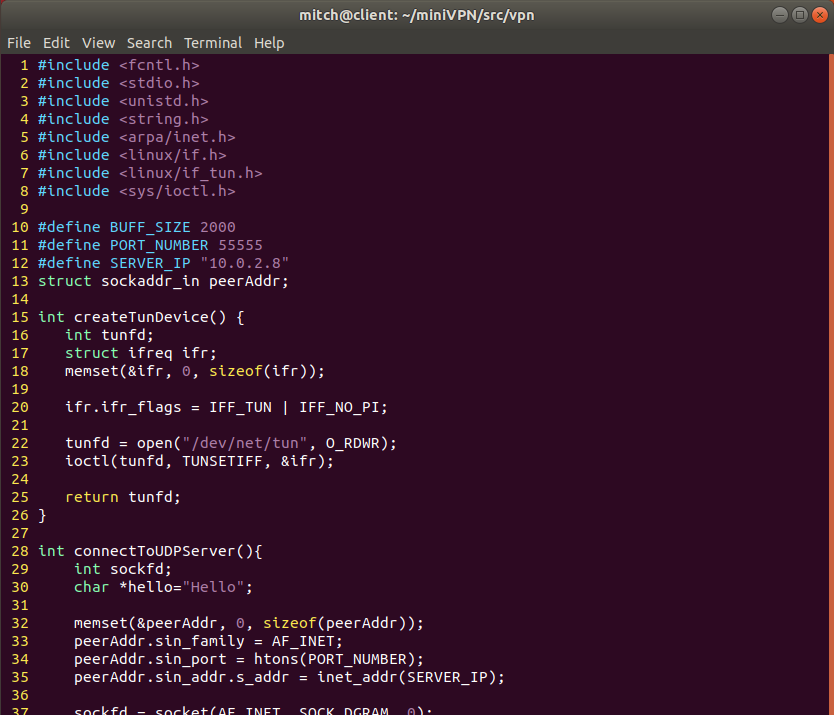 mitch@client: ~/miniVPN/src/vpn
File Edit View Search Terminal Help
1 #include <fcntl.h>
2 #include <stdio.h>
3 #include <unistd.h>
4 #include <string.h>
5 #include <arpa/inet.h>
6 #include <linux/if.h>
7 #include <linux/if_tun.h>
8 #include <sys/ioctl.h>
9
10 #define BUFF_SIZE 2000
11 #define PORT_NUMBER 55555
12 #define SERVER_IP "10.0.2.8"
13 struct sockaddr_in peerAddr;
14
15 int createTunDevice() {
16    int tunfd;
17    struct ifreq ifr;
18    memset(&ifr, 0, sizeof(ifr));
19
20    ifr.ifr_flags = IFF_TUN | IFF_NO_PI;
21
22    tunfd = open("/dev/net/tun", O_RDWR);
23    ioctl(tunfd, TUNSETIFF, &ifr);
24
25    return tunfd;
26 }
27
28 int connectToUDPServer(){
29     int sockfd;
30     char *hello="Hello";
31
32     memset(&peerAddr, 0, sizeof(peerAddr));
33     peerAddr.sin_family = AF_INET;
34     peerAddr.sin_port = htons(PORT_NUMBER);
35     peerAddr.sin_addr.s_addr = inet_addr(SERVER_IP);
36
37     sockfd = socket(AF_INET, SOCK_DGRAM, 0);